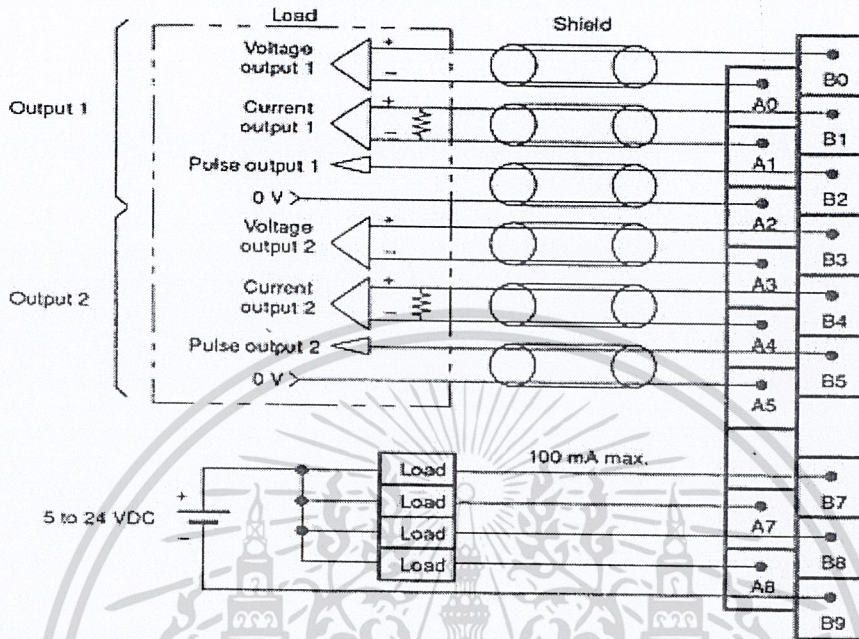 Load
Shield
Voltage output 1
+
−
B0
A0
Output 1
Current output 1
+
−
B1
A1
Pulse output 1
B2
0 V
A2
Voltage output 2
+
−
B3
A3
Output 2
Current output 2
+
−
B4
A4
Pulse output 2
B5
0 V
A5
Load
100 mA max.
B7
5 to 24 VDC
+
−
Load
A7
Load
B8
Load
A8
B9